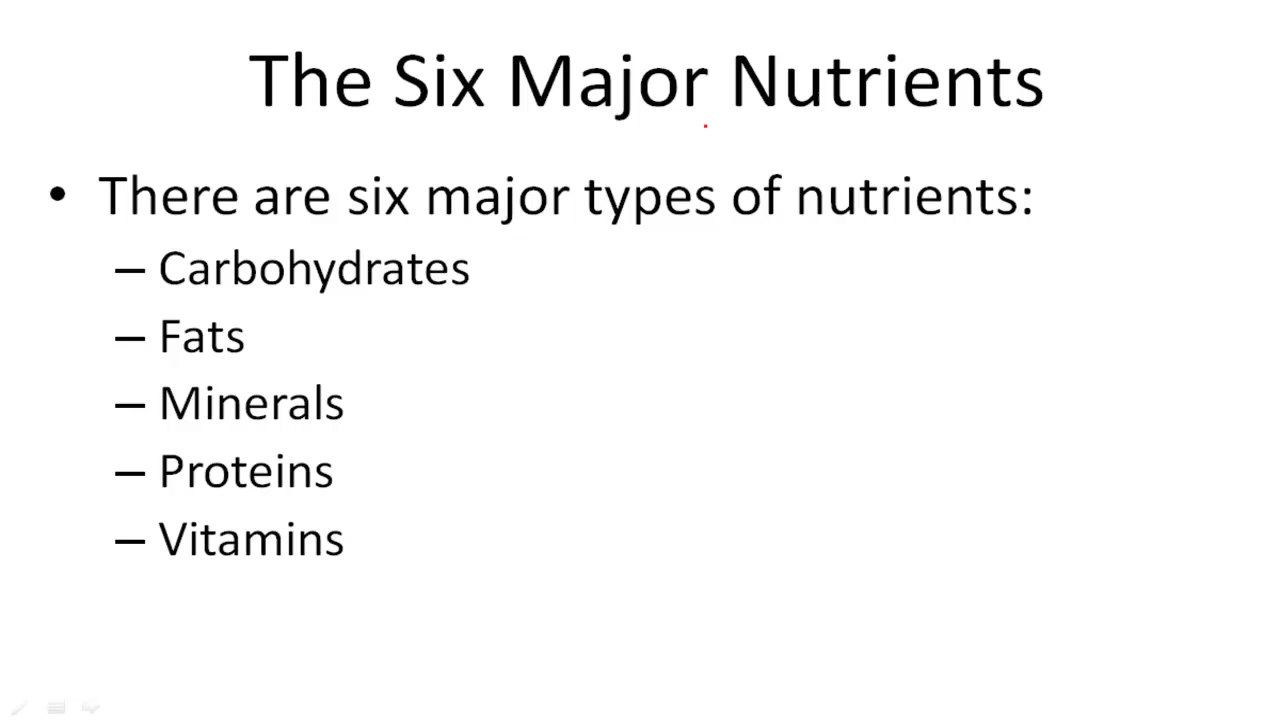 The Six Major Nutrients
• There are six major types of nutrients:
– Carbohydrates
– Fats
– Minerals
– Proteins
– Vitamins